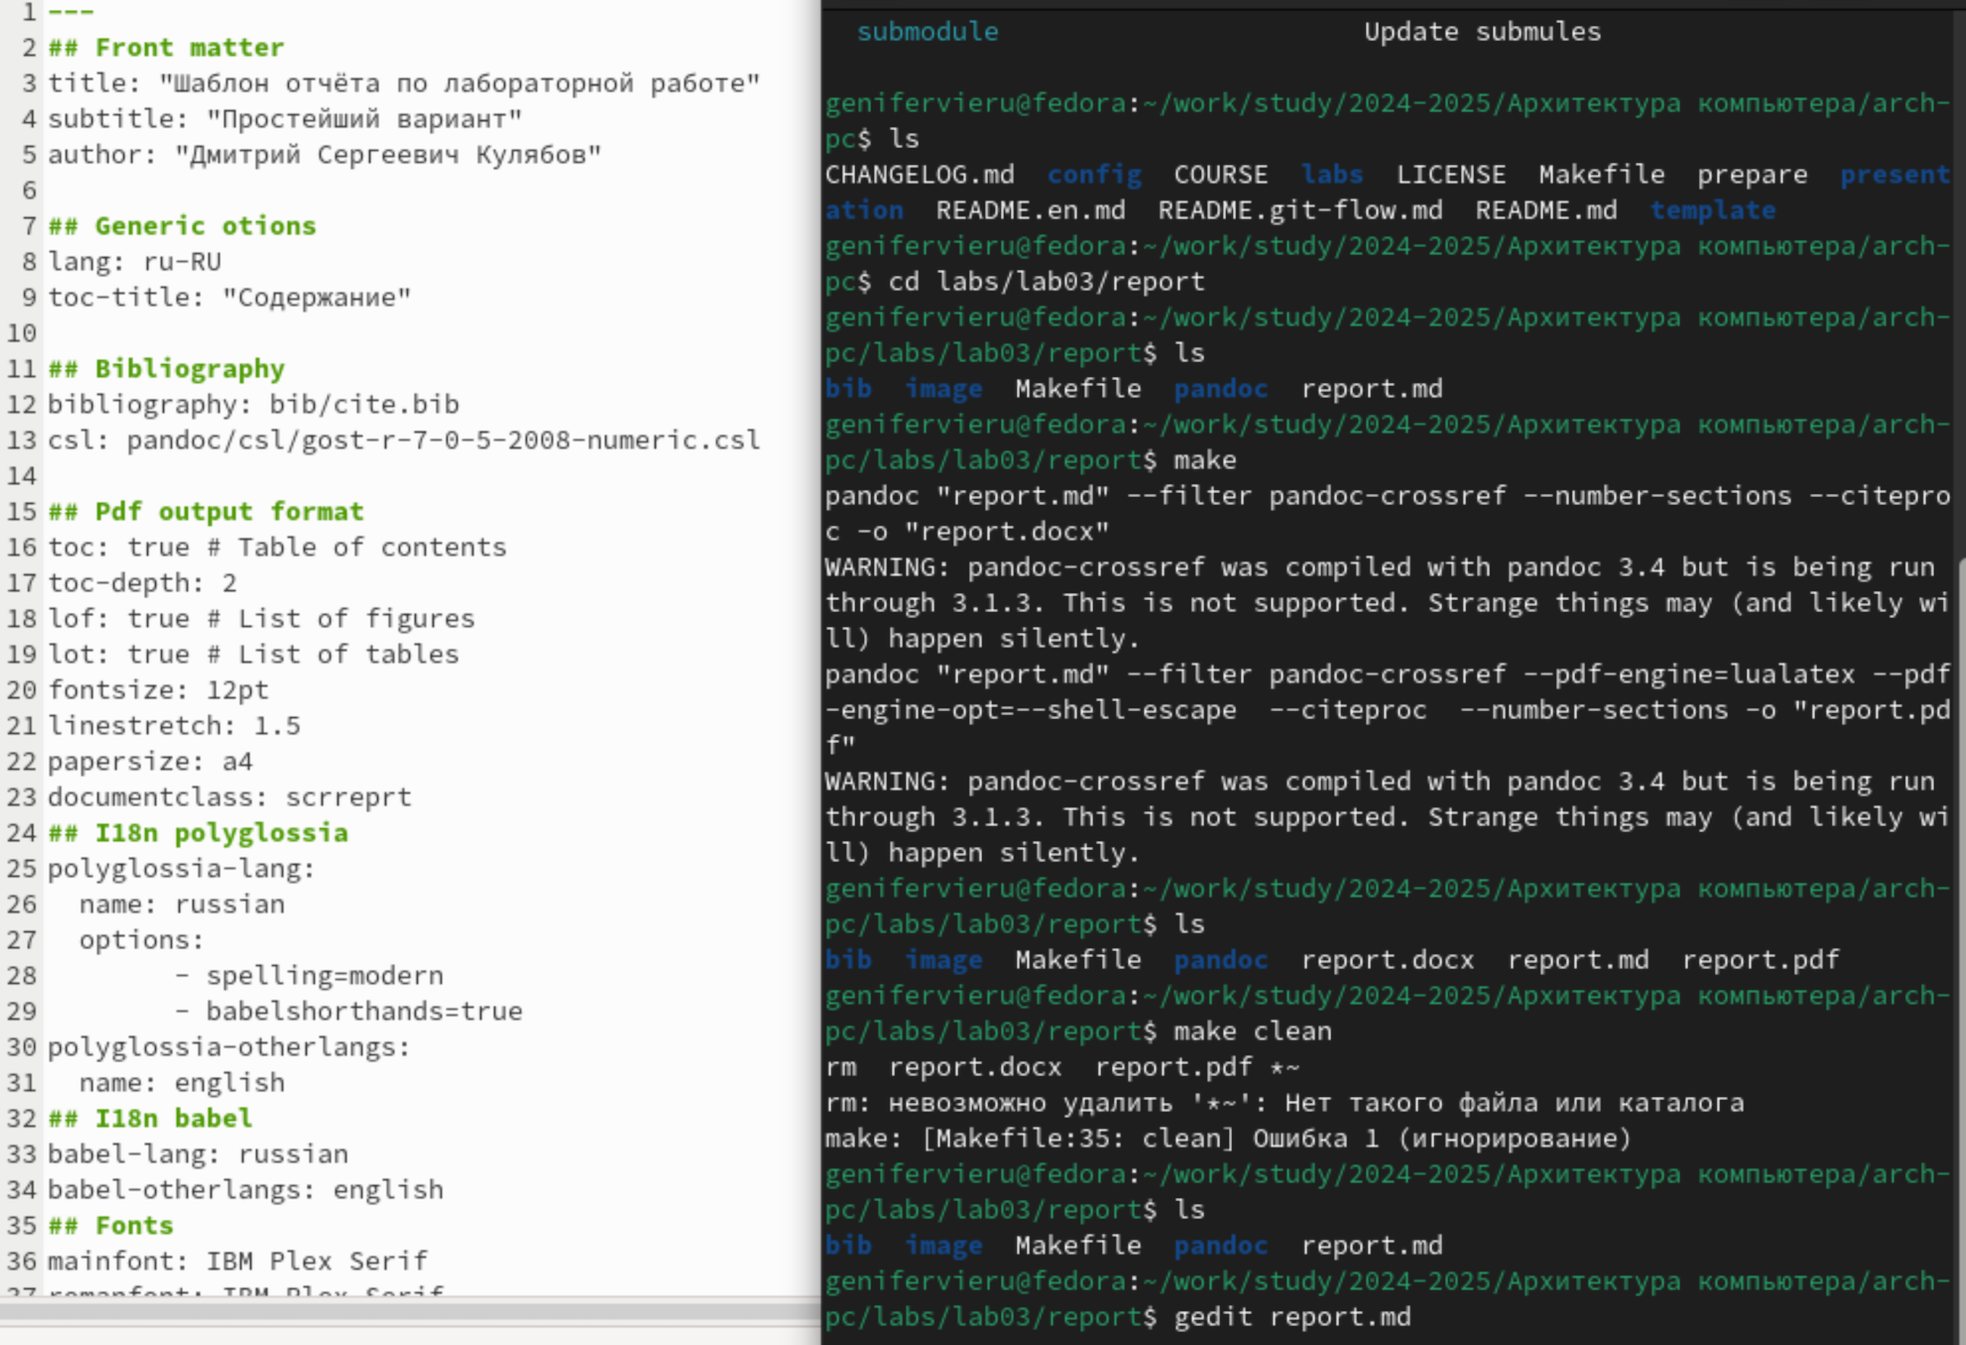 1 ---
2 ## Front matter
3 title: "Шаблон отчёта по лабораторной работе"
4 subtitle: "Простейший вариант"
5 author: "Дмитрий Сергеевич Кулябов"
6
7 ## Generic otions
8 lang: ru-RU
9 toc-title: "Содержание"
10
11 ## Bibliography
12 bibliography: bib/cite.bib
13 csl: pandoc/csl/gost-r-7-0-5-2008-numeric.csl
14
15 ## Pdf output format
16 toc: true # Table of contents
17 toc-depth: 2
18 lof: true # List of figures
19 lot: true # List of tables
20 fontsize: 12pt
21 linestretch: 1.5
22 papersize: a4
23 documentclass: scrreprt
24 ## I18n polyglossia
25 polyglossia-lang:
26   name: russian
27   options:
28         - spelling=modern
29         - babelshorthands=true
30 polyglossia-otherlangs:
31   name: english
32 ## I18n babel
33 babel-lang: russian
34 babel-otherlangs: english
35 ## Fonts
36 mainfont: IBM Plex Serif
37 romanfont: IBM Plex Serif
submodule                       Update submules
genifervieru@fedora:~/work/study/2024-2025/Архитектура компьютера/arch-
pc$ ls
CHANGELOG.md  config  COURSE  labs  LICENSE  Makefile  prepare  present
ation  README.en.md  README.git-flow.md  README.md  template
genifervieru@fedora:~/work/study/2024-2025/Архитектура компьютера/arch-
pc$ cd labs/lab03/report
genifervieru@fedora:~/work/study/2024-2025/Архитектура компьютера/arch-
pc/labs/lab03/report$ ls
bib  image  Makefile  pandoc  report.md
genifervieru@fedora:~/work/study/2024-2025/Архитектура компьютера/arch-
pc/labs/lab03/report$ make
pandoc "report.md" --filter pandoc-crossref --number-sections --citepro
c -o "report.docx"
WARNING: pandoc-crossref was compiled with pandoc 3.4 but is being run
through 3.1.3. This is not supported. Strange things may (and likely wi
ll) happen silently.
pandoc "report.md" --filter pandoc-crossref --pdf-engine=lualatex --pdf
-engine-opt=--shell-escape  --citeproc  --number-sections -o "report.pd
f"
WARNING: pandoc-crossref was compiled with pandoc 3.4 but is being run
through 3.1.3. This is not supported. Strange things may (and likely wi
ll) happen silently.
genifervieru@fedora:~/work/study/2024-2025/Архитектура компьютера/arch-
pc/labs/lab03/report$ ls
bib  image  Makefile  pandoc  report.docx  report.md  report.pdf
genifervieru@fedora:~/work/study/2024-2025/Архитектура компьютера/arch-
pc/labs/lab03/report$ make clean
rm  report.docx  report.pdf *~
rm: невозможно удалить '*~': Нет такого файла или каталога
make: [Makefile:35: clean] Ошибка 1 (игнорирование)
genifervieru@fedora:~/work/study/2024-2025/Архитектура компьютера/arch-
pc/labs/lab03/report$ ls
bib  image  Makefile  pandoc  report.md
genifervieru@fedora:~/work/study/2024-2025/Архитектура компьютера/arch-
pc/labs/lab03/report$ gedit report.md